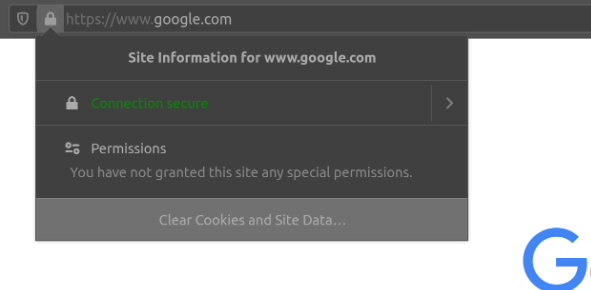 https://www.google.com
Site Information for www.google.com
Connection secure
Permissions
You have not granted this site any special permissions.
Clear Cookies and Site Data…
G